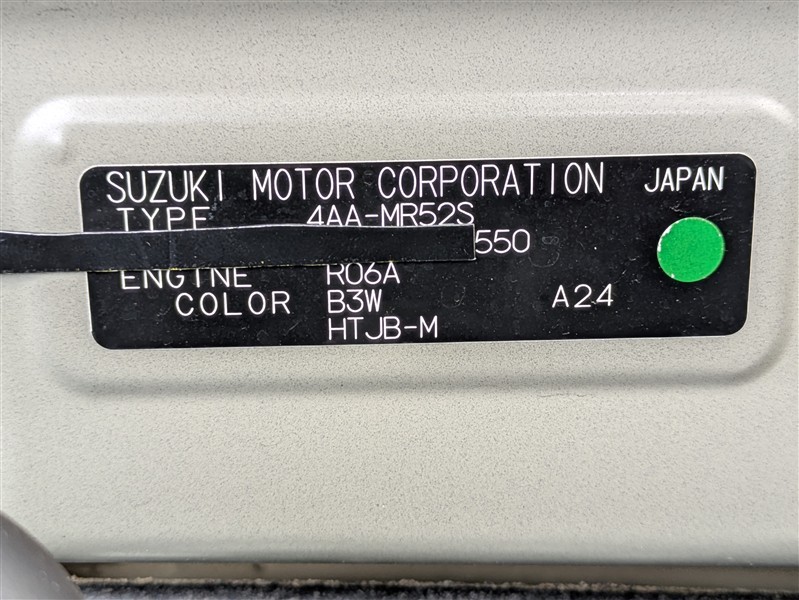 SUZUKI MOTOR CORPORATION JAPAN
TYPE 4AA-MR52S
550
ENGINE R06A
COLOR B3W A24
HTJB-M